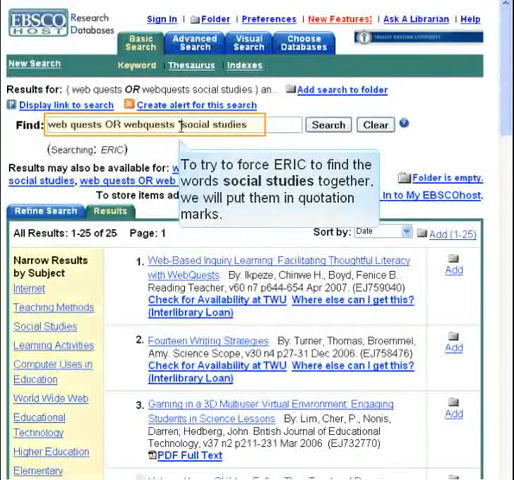 EBSCO HOST Research Databases
Sign In Folder Preferences New Features! Ask A Librarian Help
Basic Search Advanced Search Visual Search Choose Databases
New Search Keyword Thesaurus Indexes
Results for: ( web quests OR webquests social studies ) an... Add search to folder
Display link to search Create alert for this search
Find: web quests OR webquests "social studies Search Clear
(Searching: ERIC)
To try to force ERIC to find the
words social studies together,
we will put them in quotation
marks.
Results may also be available for: w
social studies, web quests OR web
Folder is empty.
To store items ad
In to My EBSCOhost.
Refine Search Results
All Results: 1-25 of 25 Page: 1 Sort by: Date Add (1-25)
Narrow Results
by Subject
Internet
Teaching Methods
Social Studies
Learning Activities
Computer Uses in
Education
World Wide Web
Educational
Technology
Higher Education
Elementary
1. Web-Based Inquiry Learning: Facilitating Thoughtful Literacy
with WebQuests By: Ikpeze, Chinwe H., Boyd, Fenice B..
Reading Teacher, v60 n7 p644-654 Apr 2007. (EJ759040)
Check for Availability at TWU Where else can I get this?
(Interlibrary Loan)
Add
2. Fourteen Writing Strategies By: Turner, Thomas, Broemmel,
Amy. Science Scope, v30 n4 p27-31 Dec 2006. (EJ758476)
Check for Availability at TWU Where else can I get this?
(Interlibrary Loan)
Add
3. Gaming in a 3D Multiuser Virtual Environment: Engaging
Students in Science Lessons By: Lim, Cher P., Nonis,
Darren; Hedberg, John British Journal of Educational
Technology, v37 n2 p211-231 Mar 2006 (EJ732770)
PDF Full Text
Add